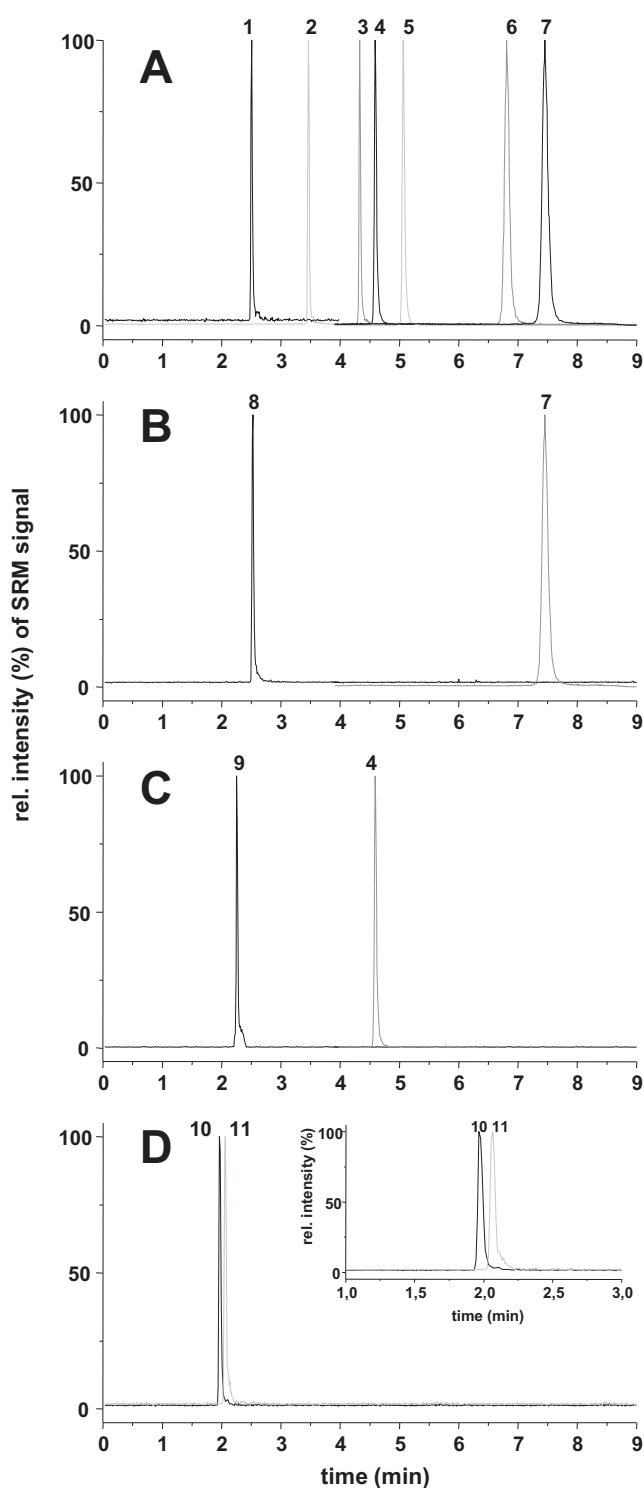 1 2 3 4 5 6 7
A
100
50
0
0 1 2 3 4 5 6 7 8 9
8 7
B
100
50
0
0 1 2 3 4 5 6 7 8 9
rel. intensity (%) of SRM signal
9 4
C
100
50
0
0 1 2 3 4 5 6 7 8 9
10 11
D
100
50
0
0 1 2 3 4 5 6 7 8 9
time (min)
10 11
100
50
0
rel. intensity (%)
1,0 1,5 2,0 2,5 3,0
time (min)